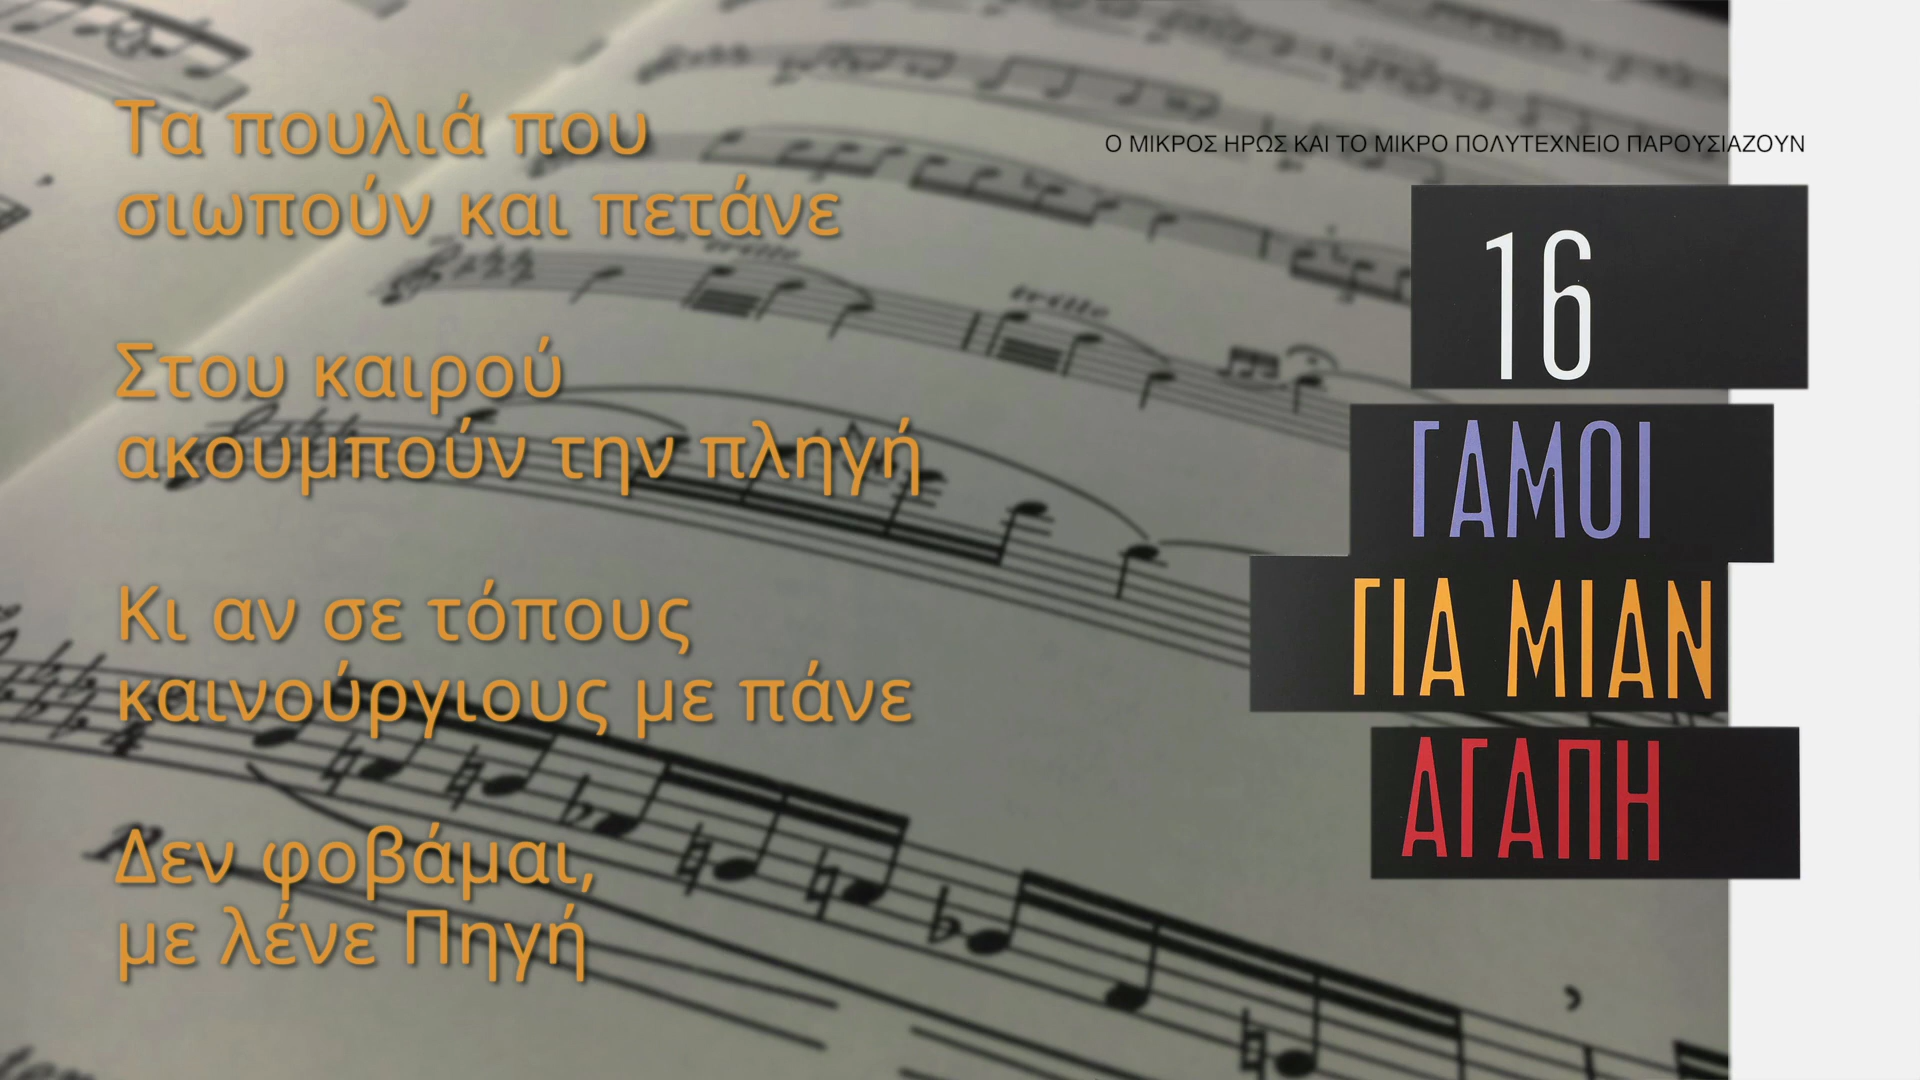 Τα πουλιά που
σιωπούν και πετάνε
Στου καιρού
ακουμπούν την πληγή
Κι αν σε τόπους
καινούργιους με πάνε
Δεν φοβάμαι,
με λένε Πηγή
Ο ΜΙΚΡΟΣ ΗΡΩΣ ΚΑΙ ΤΟ ΜΙΚΡΟ ΠΟΛΥΤΕΧΝΕΙΟ ΠΑΡΟΥΣΙΑΖΟΥΝ
16
ΓΑΜΟΙ
ΓΙΑ ΜΙΑΝ
ΑΓΑΠΗ